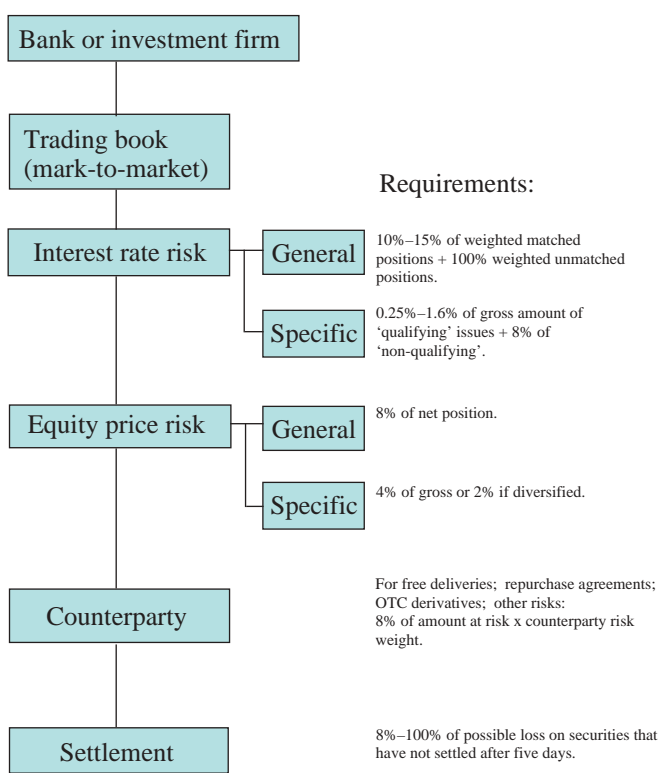 Bank or investment firm
Trading book
(mark-to-market)
Requirements:
Interest rate risk
General
10%–15% of weighted matched
positions + 100% weighted unmatched
positions.
Specific
0.25%–1.6% of gross amount of
‘qualifying’ issues + 8% of
‘non-qualifying’.
Equity price risk
General
8% of net position.
Specific
4% of gross or 2% if diversified.
Counterparty
For free deliveries; repurchase agreements;
OTC derivatives; other risks:
8% of amount at risk x counterparty risk
weight.
Settlement
8%–100% of possible loss on securities that
have not settled after five days.